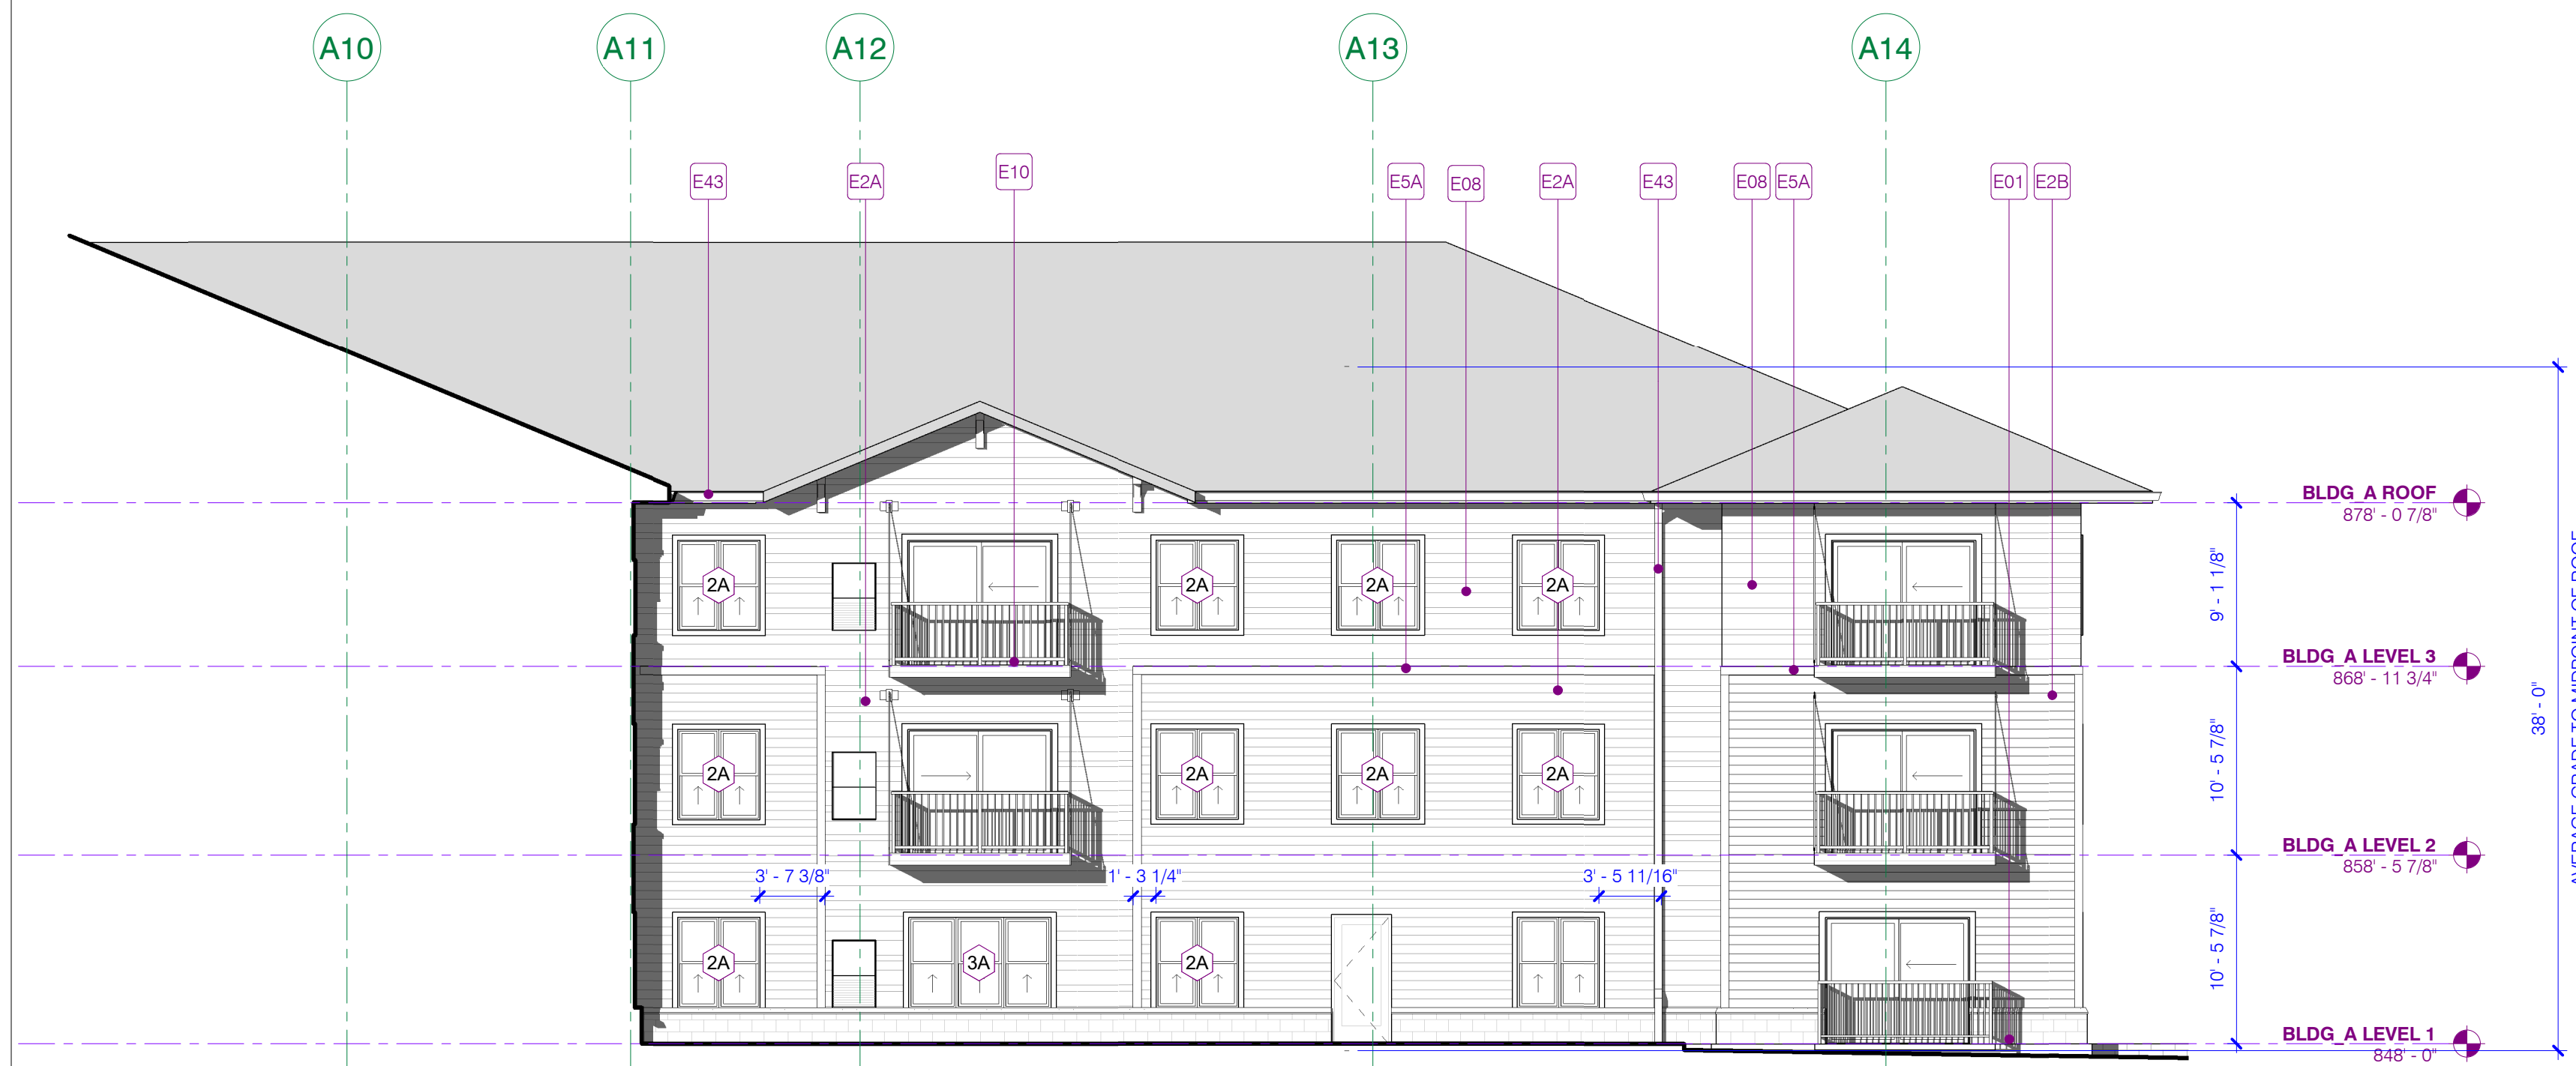 A10 A11 A12 A13 A14
E43 E2A E10 E5A E08 E2A E43 E08 E5A E01 E2B
BLDG_A ROOF
878' - 0 7/8"
9' - 1 1/8"
2A 2A 2A 2A
BLDG_A LEVEL 3
868' - 11 3/4"
38' - 0"
10' - 5 7/8"
2A 2A 2A 2A
BLDG_A LEVEL 2
858' - 5 7/8"
3' - 7 3/8" 1' - 3 1/4" 3' - 5 11/16"
10' - 5 7/8"
2A 3A 2A
BLDG_A LEVEL 1
848' - 0"